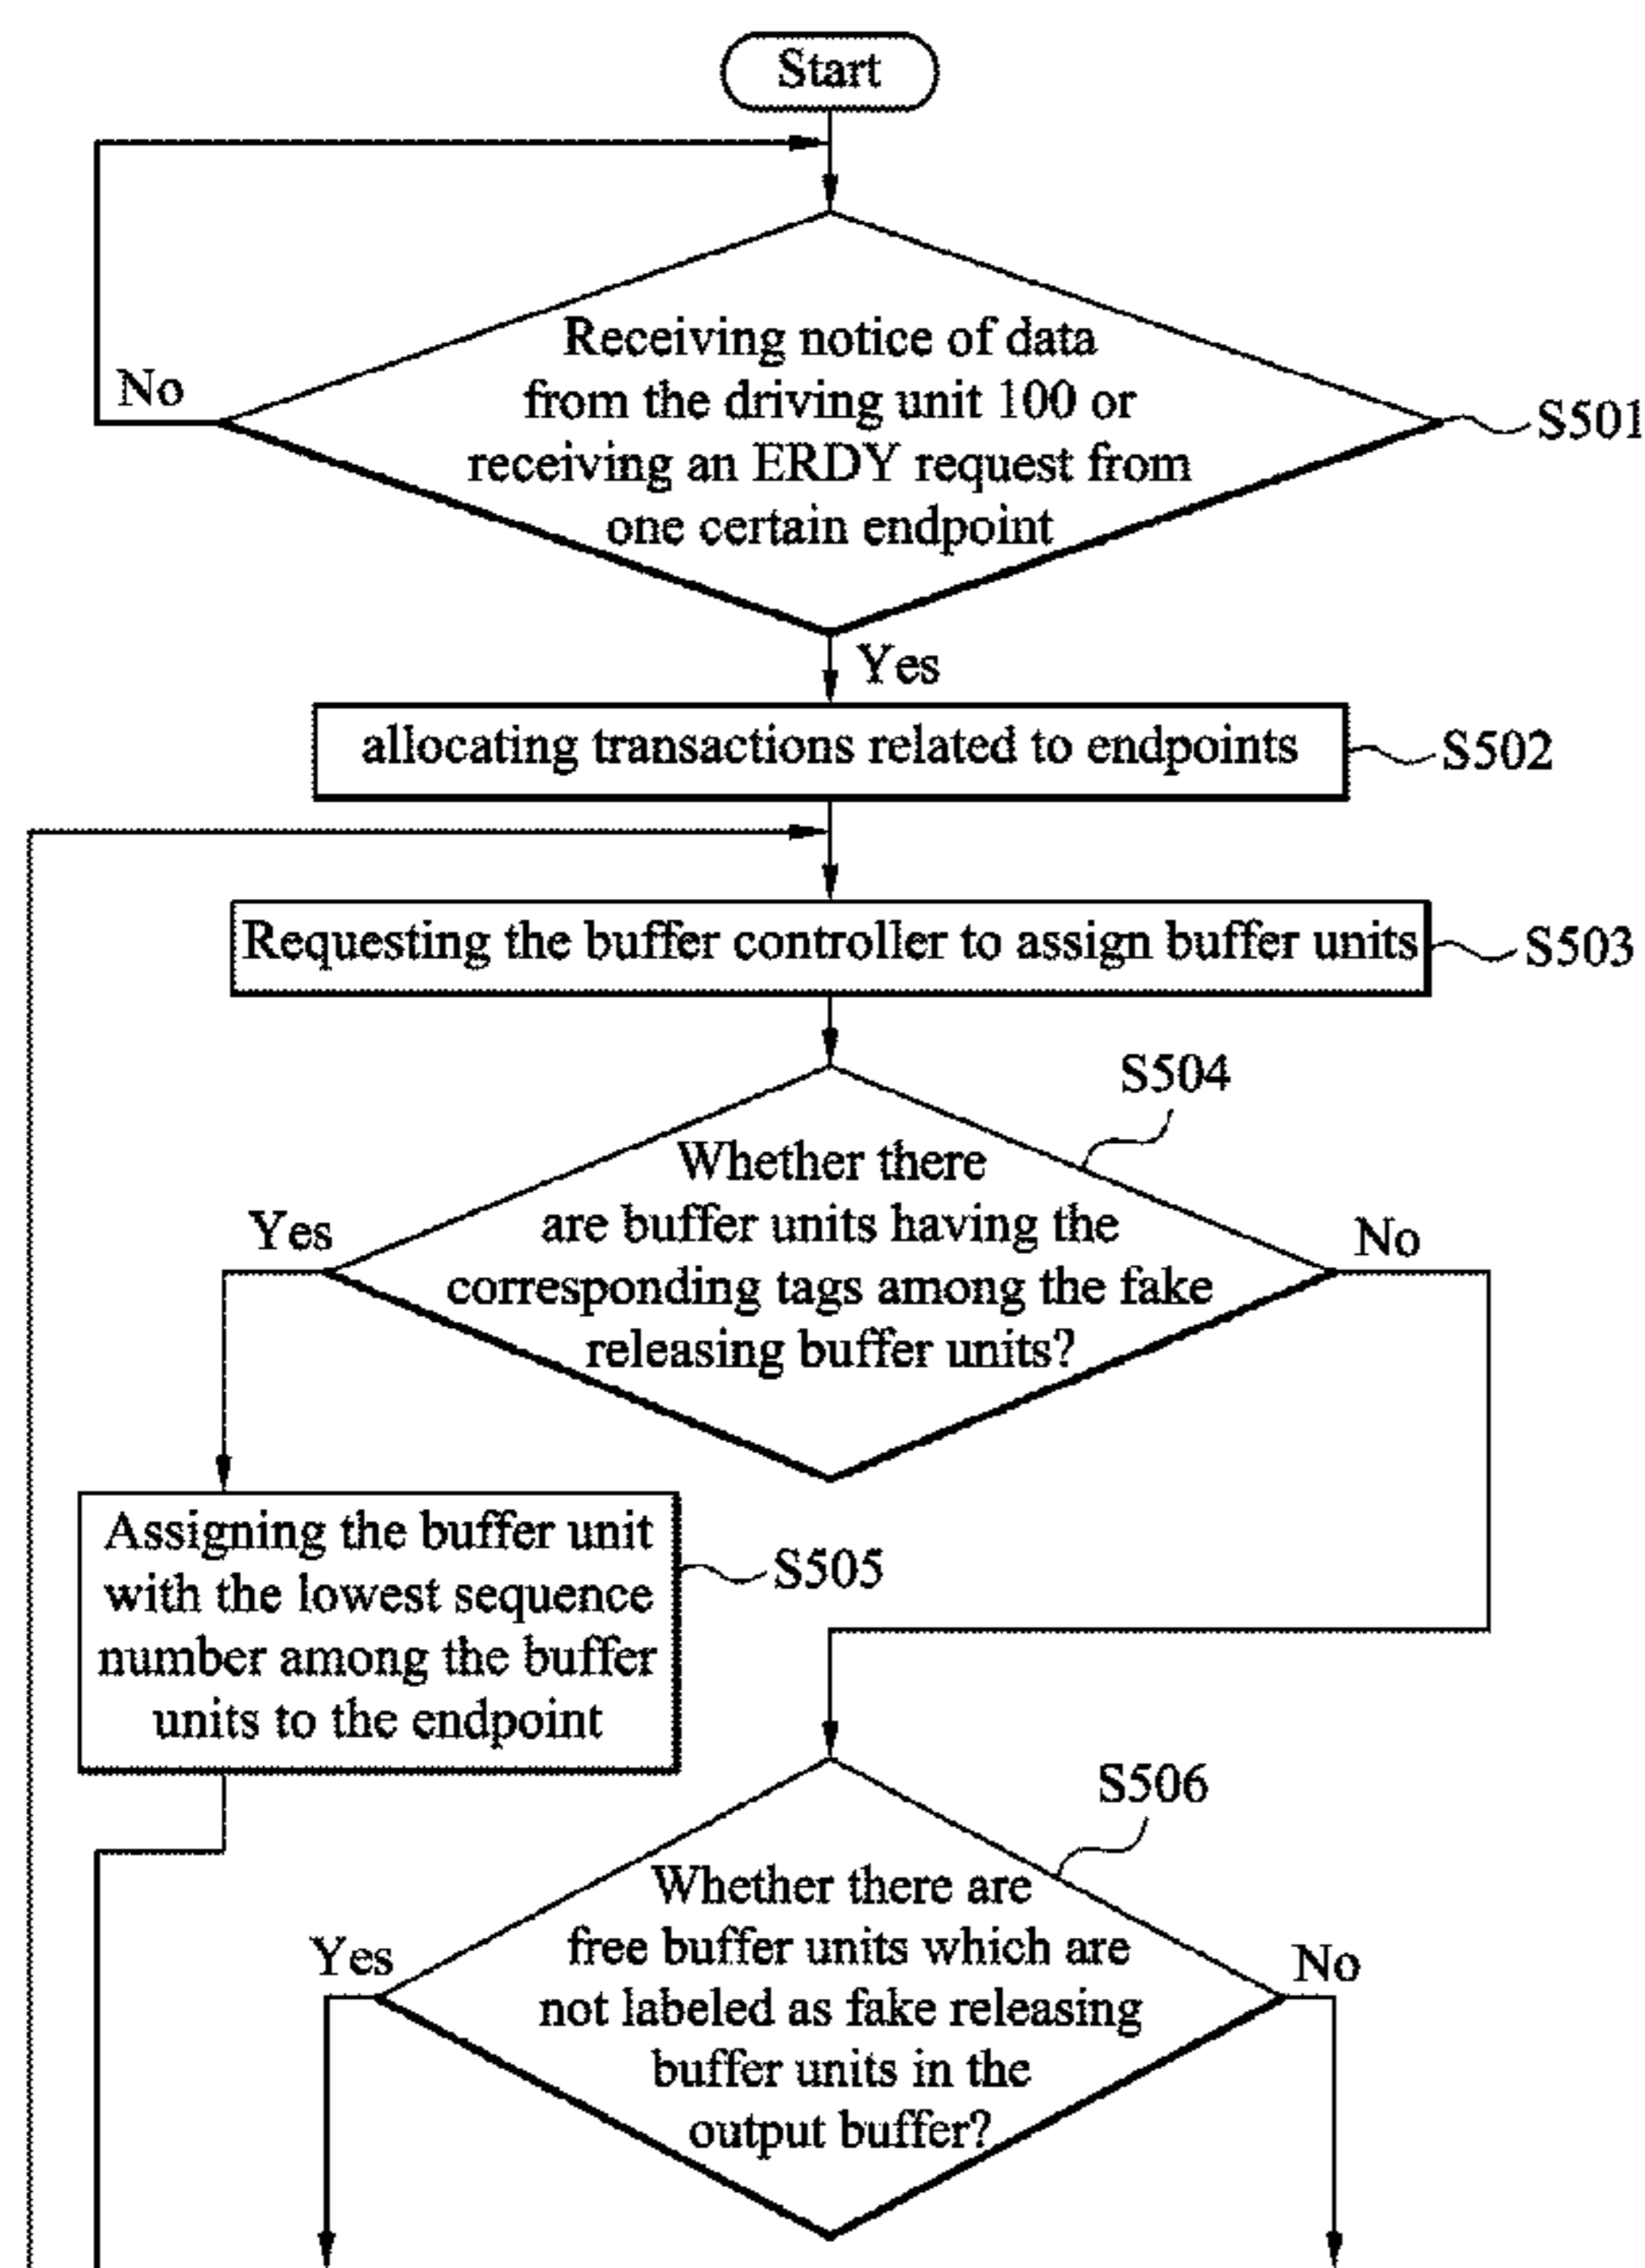 Start
Receiving notice of data
from the driving unit 100 or
receiving an ERDY request from
one certain endpoint
No
S501
Yes
allocating transactions related to endpoints
S502
Requesting the buffer controller to assign buffer units
S503
S504
Whether there
are buffer units having the
corresponding tags among the fake
releasing buffer units?
Yes
No
Assigning the buffer unit
with the lowest sequence
number among the buffer
units to the endpoint
S505
S506
Whether there are
free buffer units which are
not labeled as fake releasing
buffer units in the
output buffer?
Yes
No